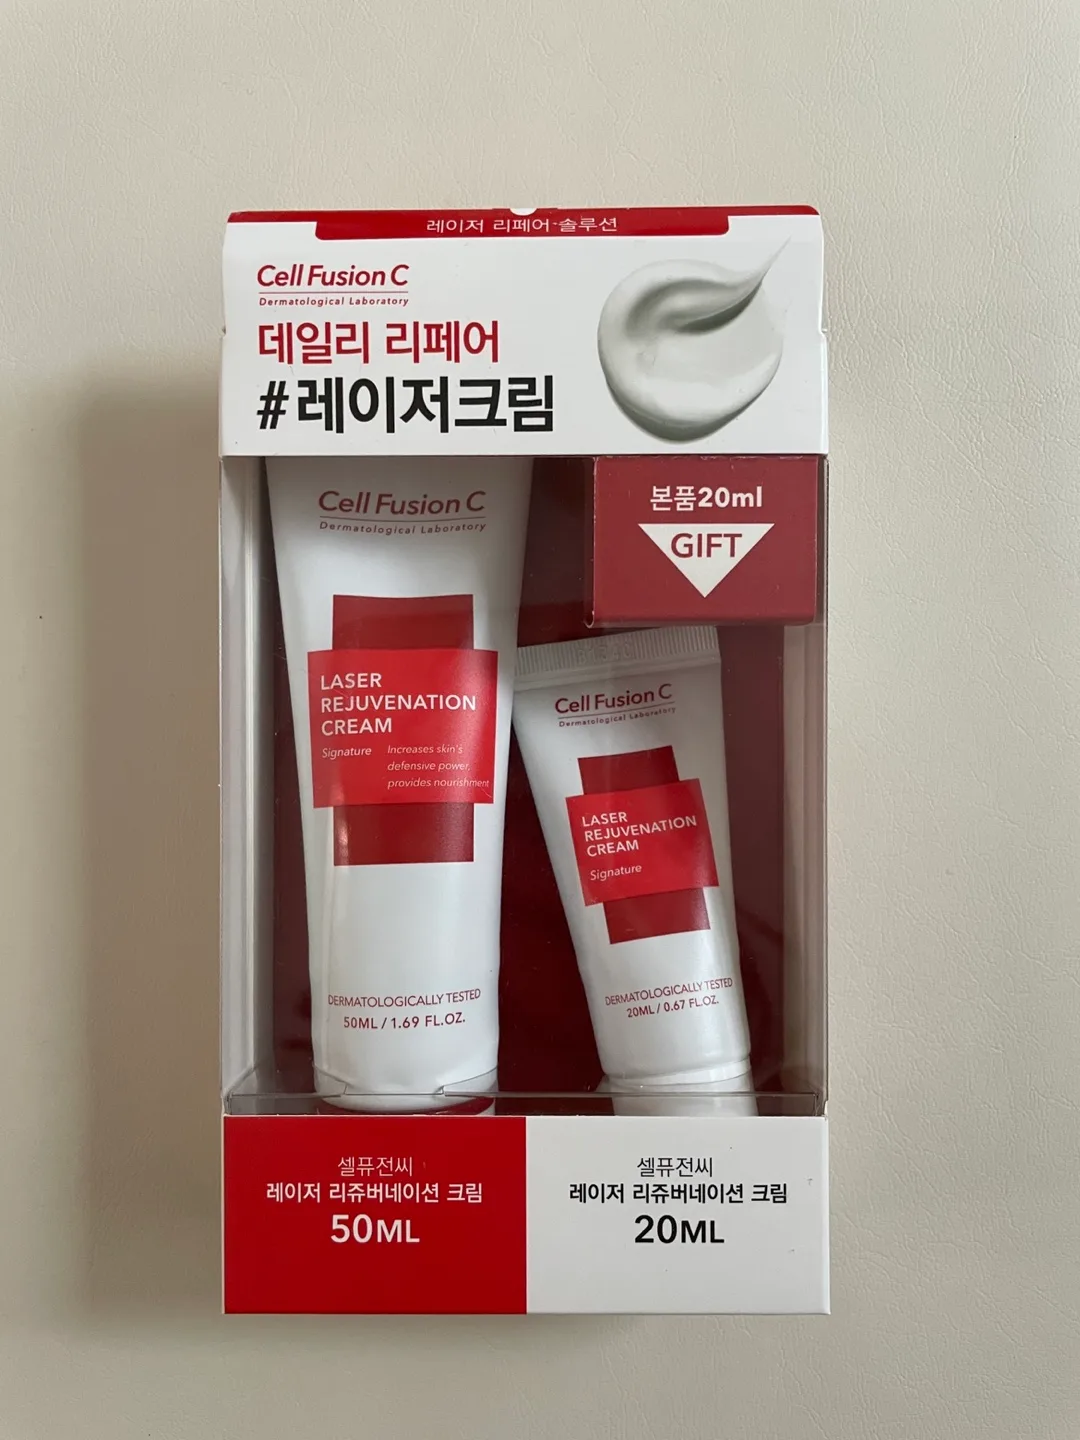 레이저 리페어 솔루션
Cell Fusion C
Dermatological Laboratory
데일리 리페어
#레이저크림
본품20ml
GIFT
Cell Fusion C
Dermatological Laboratory
LASER
REJUVENATION
CREAM
Signature
Increases skin's
defensive power,
provides nourishment
DERMATOLOGICALLY TESTED
50ML / 1.69 FL.OZ.
Cell Fusion C
Dermatological Laboratory
LASER
REJUVENATION
CREAM
Signature
DERMATOLOGICALLY TESTED
20ML / 0.67 FL.OZ.
셀퓨전씨
레이저 리쥬버네이션 크림
50ML
셀퓨전씨
레이저 리쥬버네이션 크림
20ML